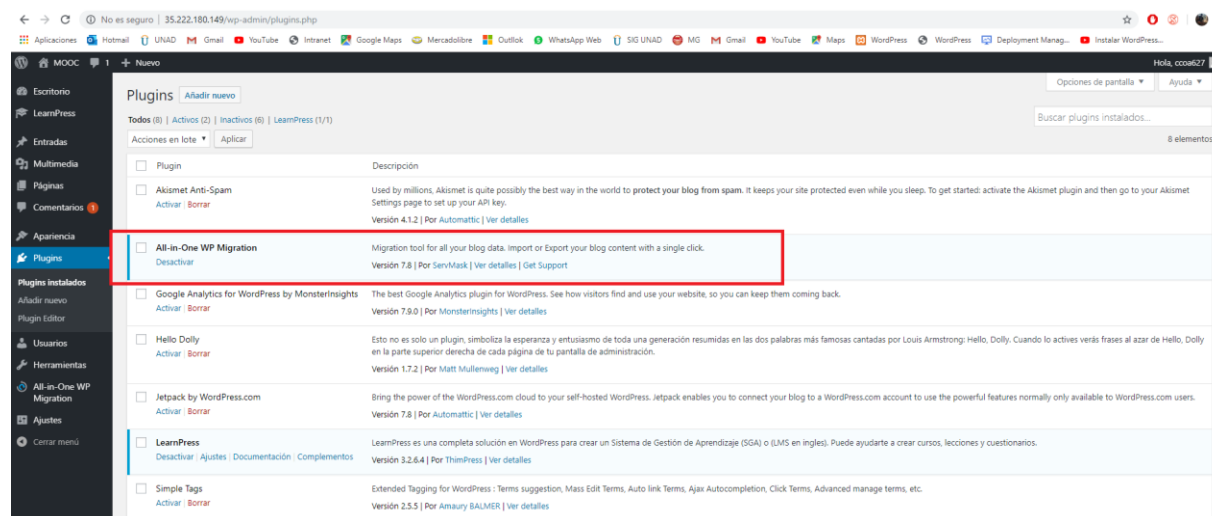 No es seguro | 35.222.180.149/wp-admin/plugins.php
Aplicaciones Hotmail UNAD Gmail YouTube Intranet Google Maps Mercadolibre Outllok WhatsApp Web SIG UNAD MG Gmail YouTube Maps WordPress WordPress Deployment Manag... Instalar WordPress...
MOOC 1 + Nuevo Hola, ccoa627
Opciones de pantalla ▼ Ayuda ▼
Escritorio
LearnPress
Entradas
Multimedia
Páginas
Comentarios 1
Apariencia
Plugins
Plugins instalados
Añadir nuevo
Plugin Editor
Usuarios
Herramientas
All-in-One WP
Migration
Ajustes
Cerrar menú
Plugins Añadir nuevo
Todos (8) | Activos (2) | Inactivos (6) | LearnPress (1/1)
Buscar plugins instalados...
Acciones en lote ▼ Aplicar
8 elementos
Plugin Descripción
Akismet Anti-Spam
Activar | Borrar
Used by millions, Akismet is quite possibly the best way in the world to protect your blog from spam. It keeps your site protected even while you sleep. To get started: activate the Akismet plugin and then go to your Akismet
Settings page to set up your API key.
Versión 4.1.2 | Por Automattic | Ver detalles
All-in-One WP Migration
Desactivar
Migration tool for all your blog data. Import or Export your blog content with a single click.
Versión 7.8 | Por ServMask | Ver detalles | Get Support
Google Analytics for WordPress by MonsterInsights
Activar | Borrar
The best Google Analytics plugin for WordPress. See how visitors find and use your website, so you can keep them coming back.
Versión 7.9.0 | Por MonsterInsights | Ver detalles
Hello Dolly
Activar | Borrar
Esto no es solo un plugin, simboliza la esperanza y entusiasmo de toda una generación resumidas en las dos palabras más famosas cantadas por Louis Armstrong: Hello, Dolly. Cuando lo actives verás frases al azar de Hello, Dolly
en la parte superior derecha de cada página de tu pantalla de administración.
Versión 1.7.2 | Por Matt Mullenweg | Ver detalles
Jetpack by WordPress.com
Activar | Borrar
Bring the power of the WordPress.com cloud to your self-hosted WordPress. Jetpack enables you to connect your blog to a WordPress.com account to use the powerful features normally only available to WordPress.com users.
Versión 7.8 | Por Automattic | Ver detalles
LearnPress
Desactivar | Ajustes | Documentación | Complementos
LearnPress es una completa solución en WordPress para crear un Sistema de Gestión de Aprendizaje (SGA) o (LMS en ingles). Puede ayudarte a crear cursos, lecciones y cuestionarios.
Versión 3.2.6.4 | Por ThimPress | Ver detalles
Simple Tags
Activar | Borrar
Extended Tagging for WordPress : Terms suggestion, Mass Edit Terms, Auto link Terms, Ajax Autocompletion, Click Terms, Advanced manage terms, etc.
Versión 2.5.5 | Por Amaury BALMER | Ver detalles